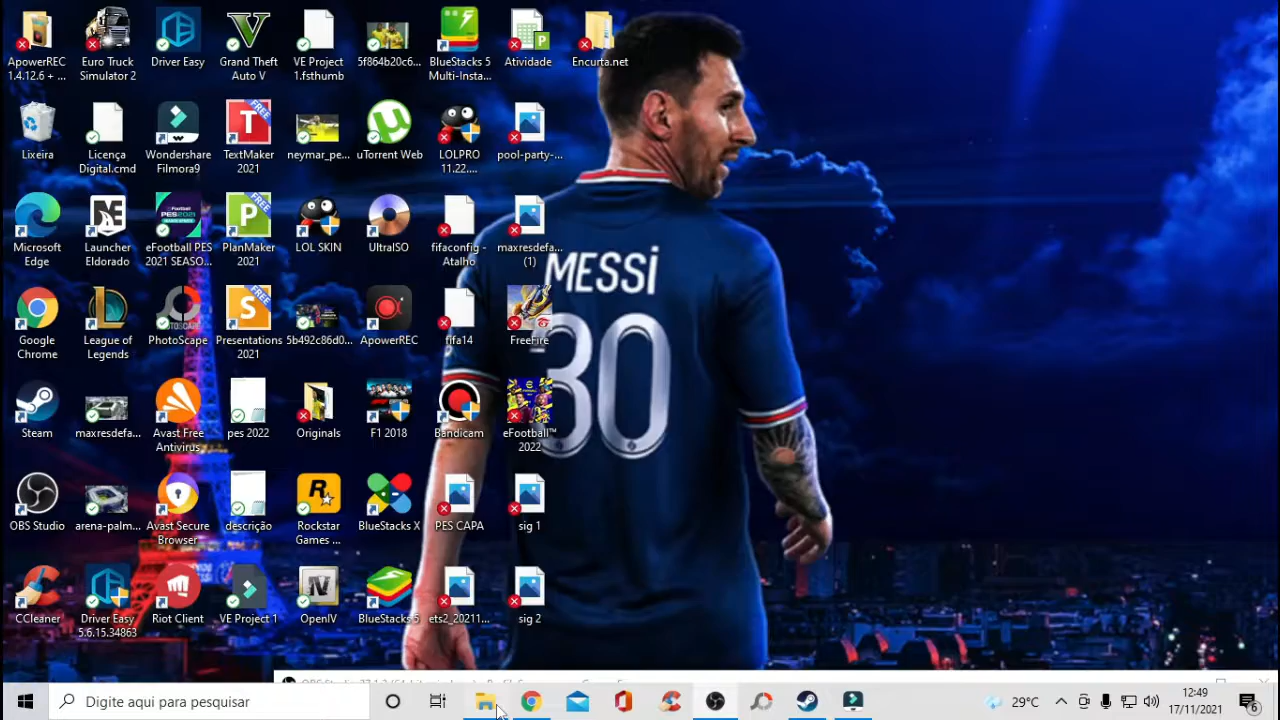 ApowerREC
1.4.12.6 + ...
Euro Truck
Simulator 2
Driver Easy
Grand Theft
Auto V
VE Project
1.fsthumb
5f864b20c6...
BlueStacks 5
Multi-Insta...
Atividade
Encurta.net
Lixeira
Licença
Digital.cmd
Wondershare
Filmora9
TextMaker
2021
neymar_pe...
uTorrent Web
LOLPRO
11.22....
pool-party-...
Microsoft
Edge
Launcher
Eldorado
eFootball PES
2021 SEASO...
PlanMaker
2021
LOL SKIN
UltraISO
fifaconfig -
Atalho
maxresdefa...
(1)
MESSI
30
Google
Chrome
League of
Legends
PhotoScape
Presentations
2021
5b492c86d0...
ApowerREC
fifa14
FreeFire
Steam
maxresdefa...
Avast Free
Antivirus
pes 2022
Originals
F1 2018
Bandicam
eFootball™
2022
OBS Studio
arena-palm...
Avast Secure
Browser
descrição
Rockstar
Games ...
BlueStacks X
PES CAPA
sig 1
CCleaner
Driver Easy
5.6.15.34863
Riot Client
VE Project 1
OpenIV
BlueStacks 5
ets2_20211...
sig 2
Digite aqui para pesquisar
29°C
12:49
17/11/2021
6